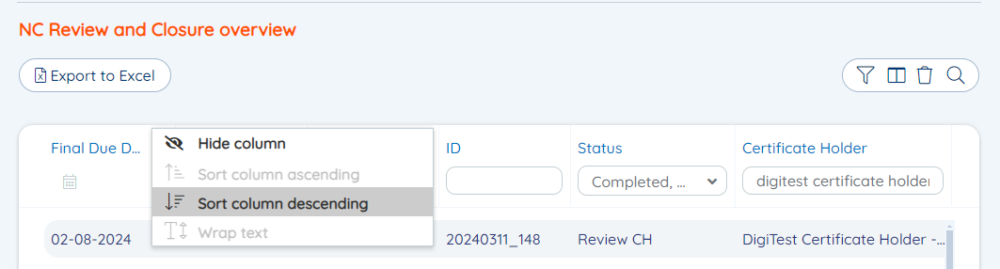 NC Review and Closure overview
Export to Excel
Final Due D...
ID
Status
Certificate Holder
Completed, ...
digitest certificate holder
Hide column
Sort column ascending
Sort column descending
Wrap text
02-08-2024
20240311_148
Review CH
DigiTest Certificate Holder -...